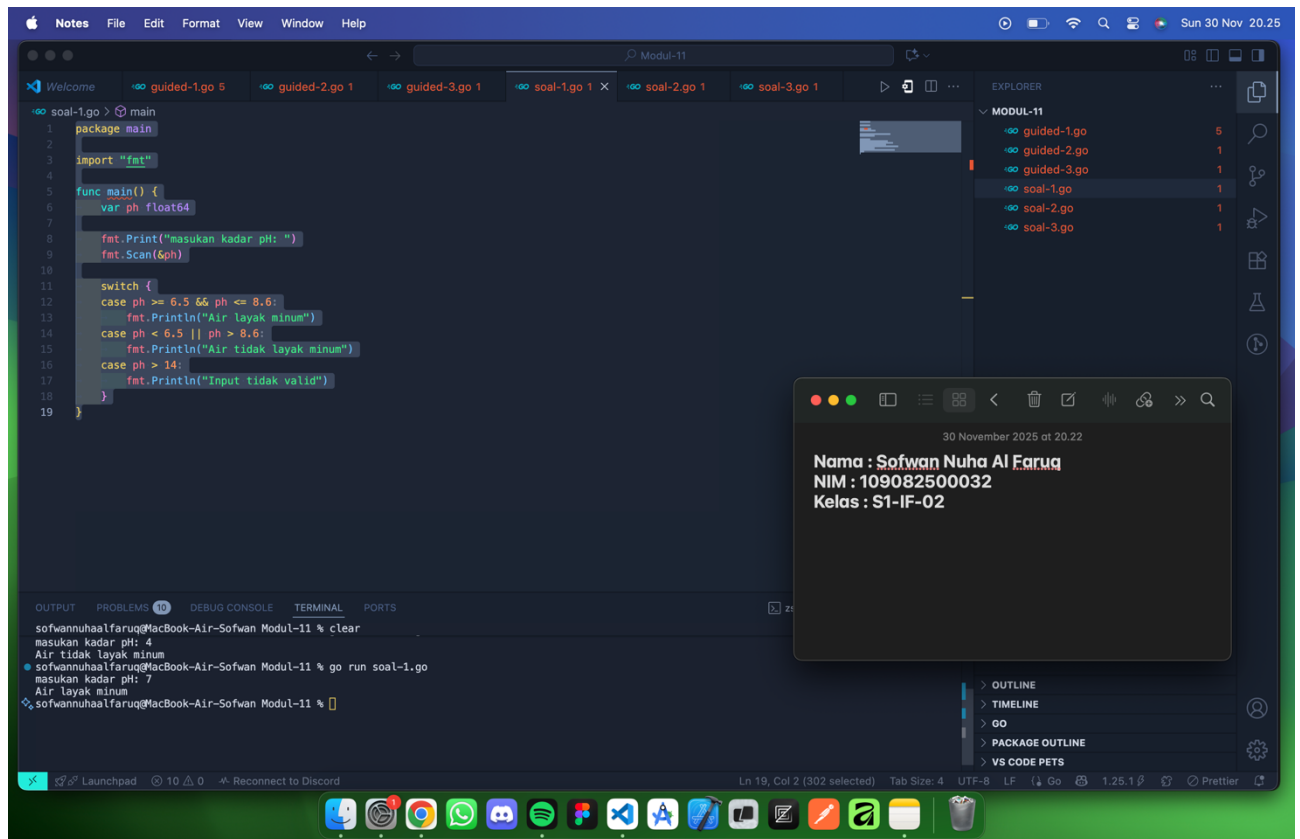 Notes File Edit Format View Window Help
Sun 30 Nov 20.25
Modul-11
Welcome guided-1.go 5 guided-2.go 1 guided-3.go 1 soal-1.go 1 soal-2.go 1 soal-3.go 1
soal-1.go > main
1 package main
2
3 import "fmt"
4
5 func main() {
6 var ph float64
7
8 fmt.Print("masukan kadar pH: ")
9 fmt.Scan(&ph)
10
11 switch {
12 case ph >= 6.5 && ph <= 8.6:
13 fmt.Println("Air layak minum")
14 case ph < 6.5 || ph > 8.6:
15 fmt.Println("Air tidak layak minum")
16 case ph > 14:
17 fmt.Println("Input tidak valid")
18 }
19 }
EXPLORER
MODUL-11
guided-1.go 5
guided-2.go 1
guided-3.go 1
soal-1.go 1
soal-2.go 1
soal-3.go 1
30 November 2025 at 20.22
Nama : Sofwan Nuha Al Faruq
NIM : 109082500032
Kelas : S1-IF-02
OUTPUT PROBLEMS 10 DEBUG CONSOLE TERMINAL PORTS
sofwannuhaalfaruq@MacBook-Air-Sofwan Modul-11 % clear
masukan kadar pH: 4
Air tidak layak minum
sofwannuhaalfaruq@MacBook-Air-Sofwan Modul-11 % go run soal-1.go
masukan kadar pH: 7
Air layak minum
sofwannuhaalfaruq@MacBook-Air-Sofwan Modul-11 %
OUTLINE
TIMELINE
GO
PACKAGE OUTLINE
VS CODE PETS
Launchpad 10 0 Reconnect to Discord
Ln 19, Col 2 (302 selected) Tab Size: 4 UTF-8 LF Go 1.25.1 Prettier